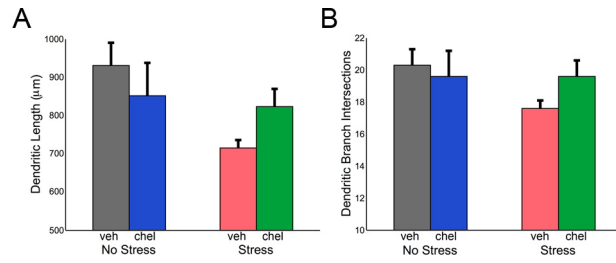 A
Dendritic Length (μm)
1000
900
800
700
600
500
veh chel veh chel
No Stress Stress
B
Dendritic Branch Intersections
22
20
18
16
14
12
10
veh chel veh chel
No Stress Stress